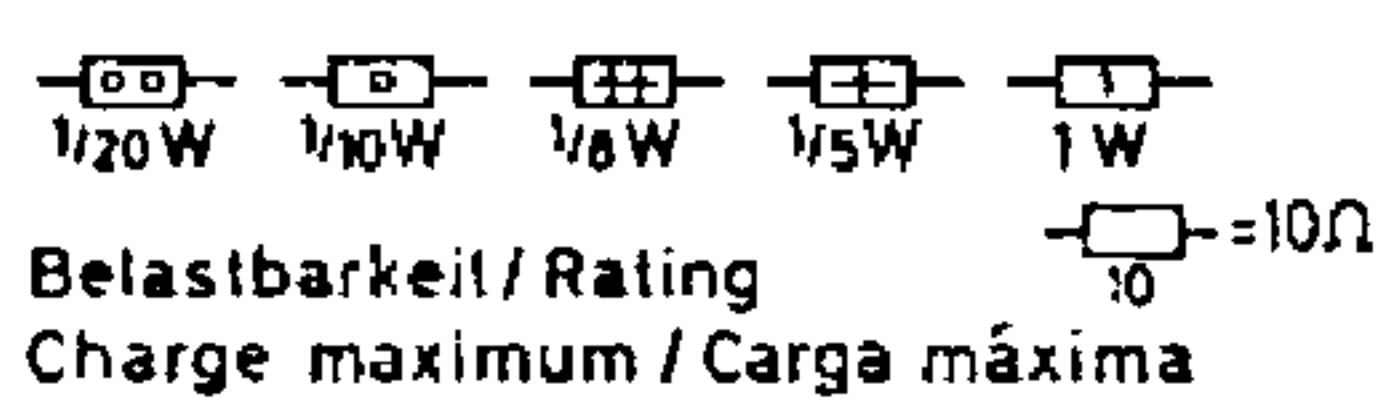 1/20 W 1/10 W 1/8 W 1/5 W 1 W
=10Ω
10
Belastbarkeit / Rating
Charge maximum / Carga máxima